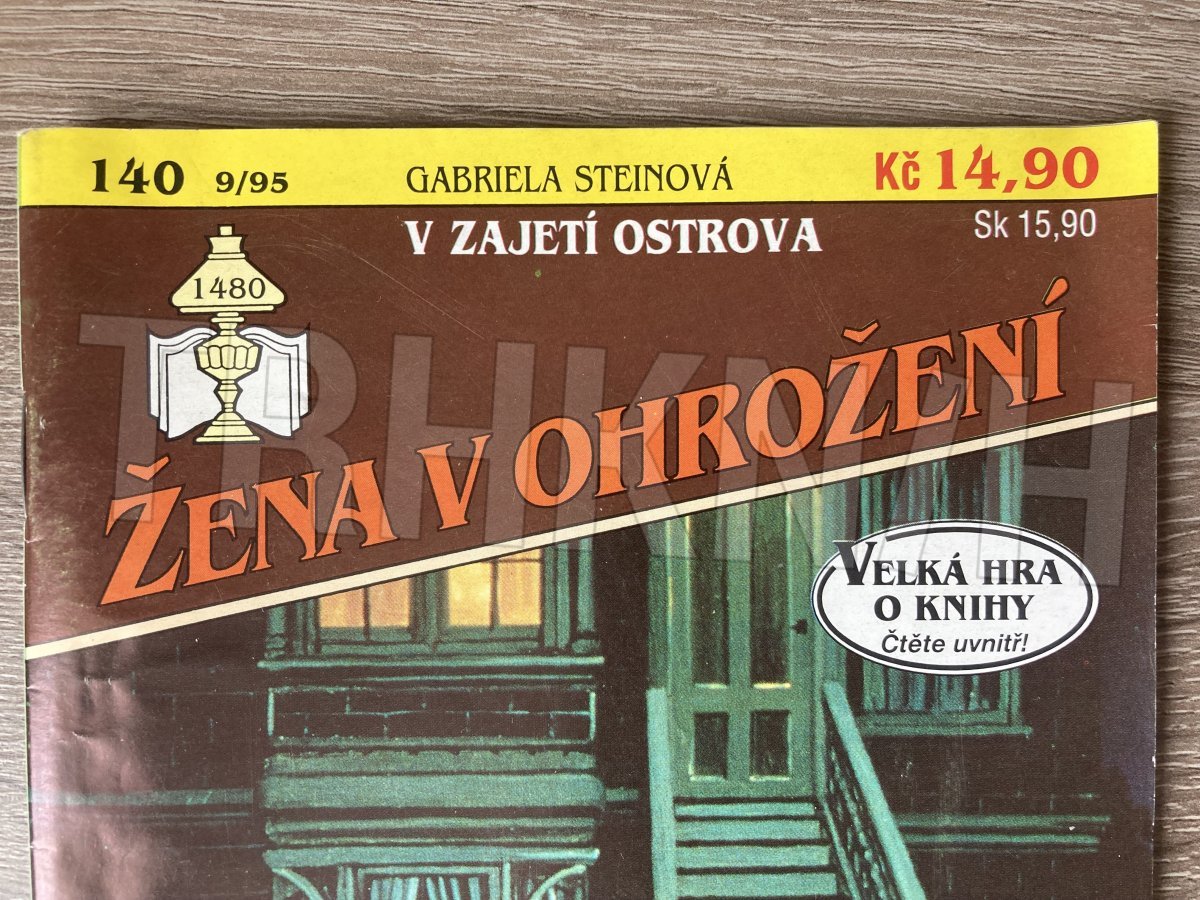 140 9/95 GABRIELA STEINOVÁ Kč 14,90
V ZAJETÍ OSTROVA Sk 15,90
1480
ŽENA V OHROŽENÍ
TRHKNIH
VELKÁ HRA
O KNIHY
Čtěte uvnitř!